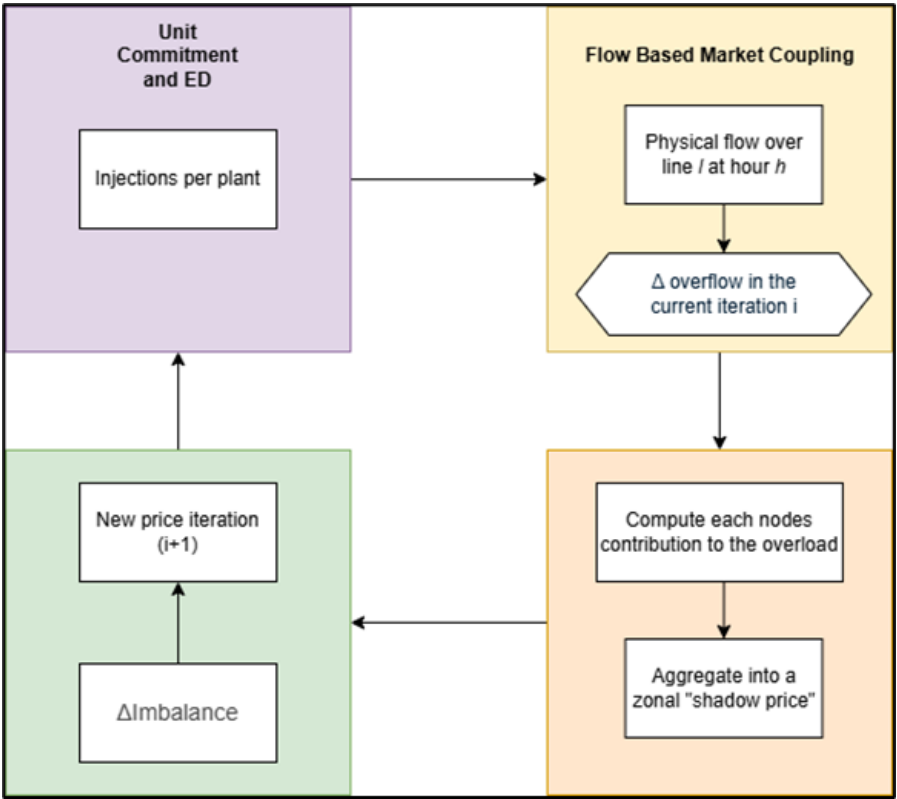 Unit
Commitment
and ED
Injections per plant
Flow Based Market Coupling
Physical flow over
line l at hour h
Δ overflow in the
current iteration i
Compute each nodes
contribution to the overload
Aggregate into a
zonal "shadow price"
New price iteration
(i+1)
ΔImbalance